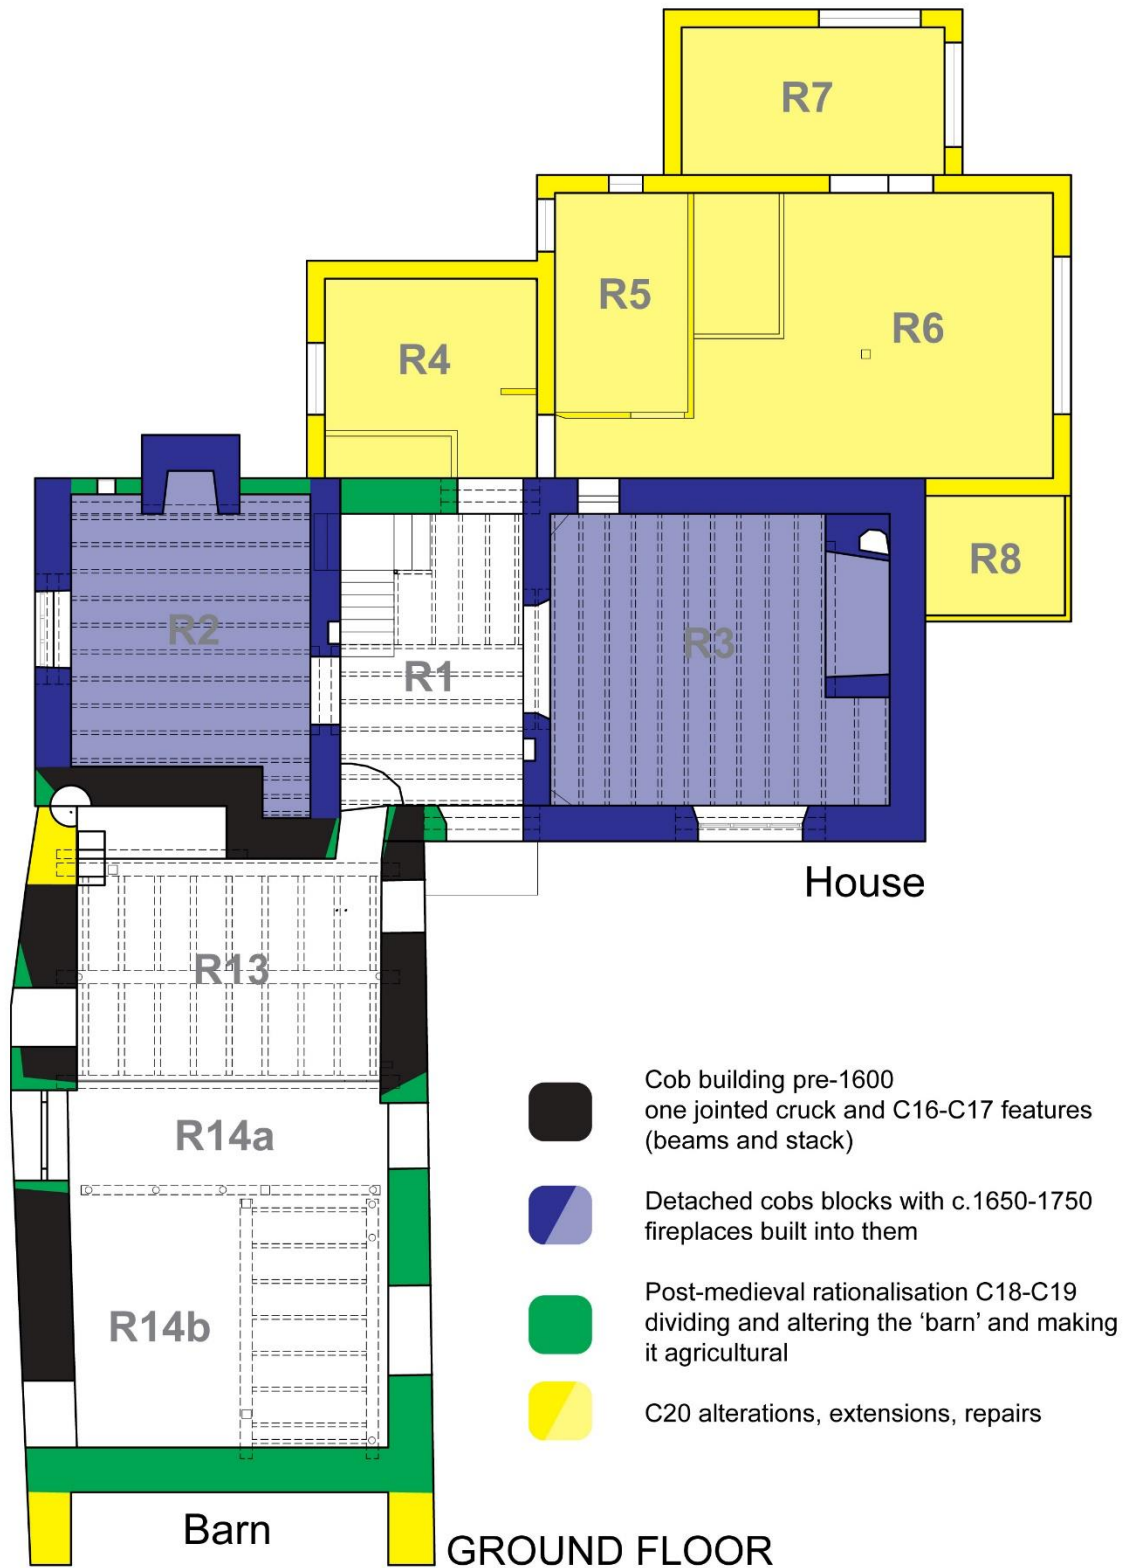 R7
R5
R6
R4
R8
R2
R3
R1
House
R13
Cob building pre-1600
one jointed cruck and C16-C17 features
(beams and stack)
R14a
Detached cobs blocks with c.1650-1750
fireplaces built into them
Post-medieval rationalisation C18-C19
dividing and altering the ‘barn’ and making
it agricultural
R14b
C20 alterations, extensions, repairs
Barn
GROUND FLOOR